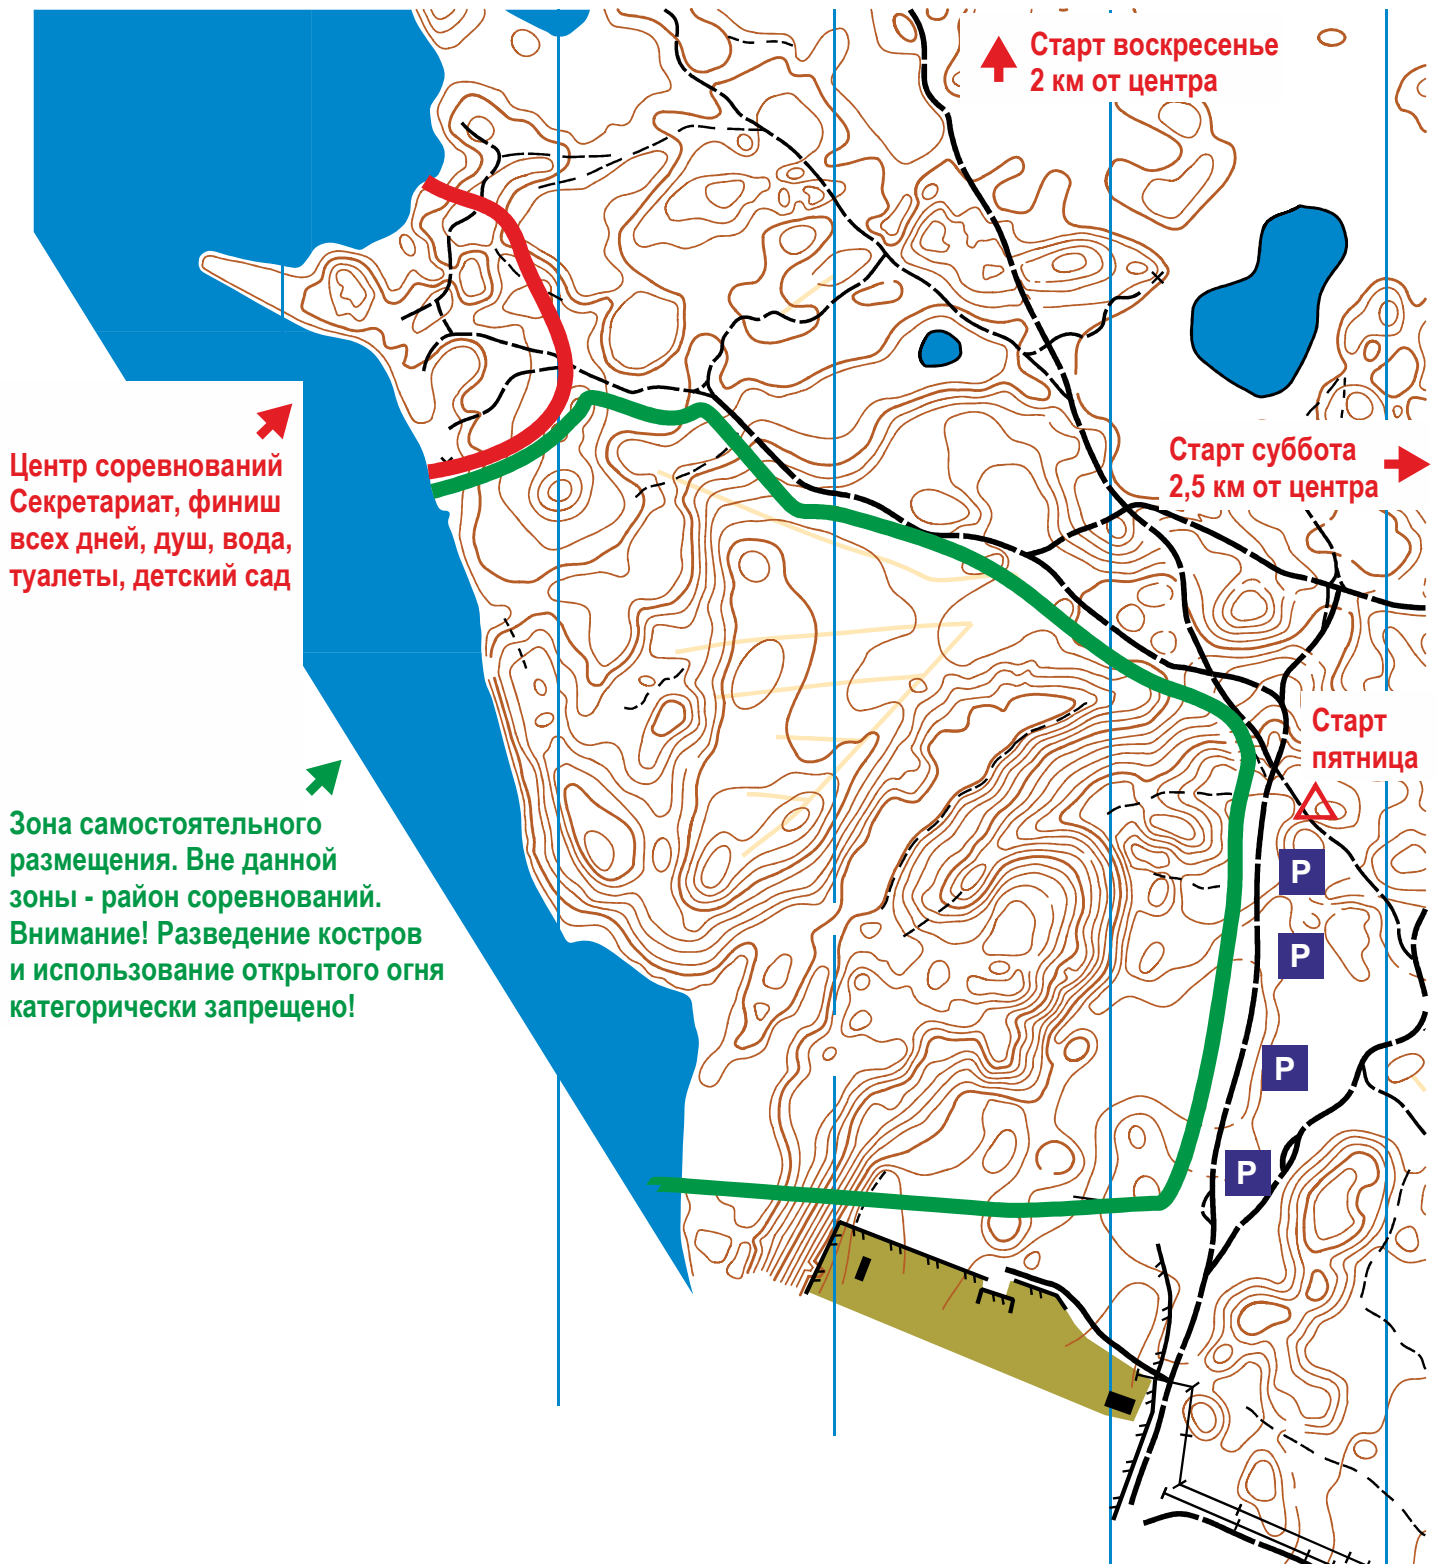 Старт воскресенье
2 км от центра
Центр соревнований
Секретариат, финиш
всех дней, душ, вода,
туалеты, детский сад
Старт суббота
2,5 км от центра
Старт
пятница
Зона самостоятельного
размещения. Вне данной
зоны - район соревнований.
Внимание! Разведение костров
и использование открытого огня
категорически запрещено!
P
P
P
P